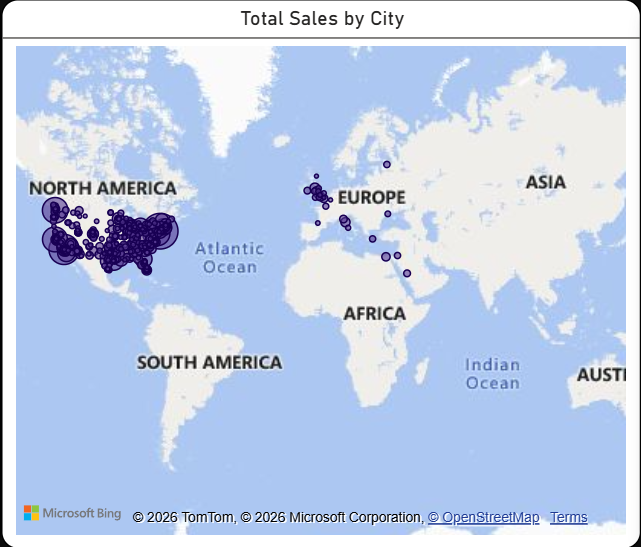 Total Sales by City
NORTH AMERICA
EUROPE
ASIA
Atlantic
Ocean
AFRICA
SOUTH AMERICA
Indian
Ocean
AUSTI
Microsoft Bing
© 2026 TomTom, © 2026 Microsoft Corporation, © OpenStreetMap Terms